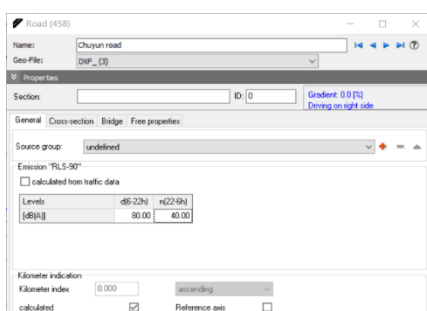 Road (458)
Name: Chuyun road
Geo-File: DXF_ (3)
Properties
Section: ID: 0 Gradient: 0.0 [%]
Driving on right side
General Cross-section Bridge Free properties
Source group: undefined
Emission "RLS-90"
calculated from traffic data
Levels d(6-22h) n(22-6h)
[dB(A)] 80.00 40.00
Kilometer indication
Kilometer index 0.000 ascending
calculated Reference axis